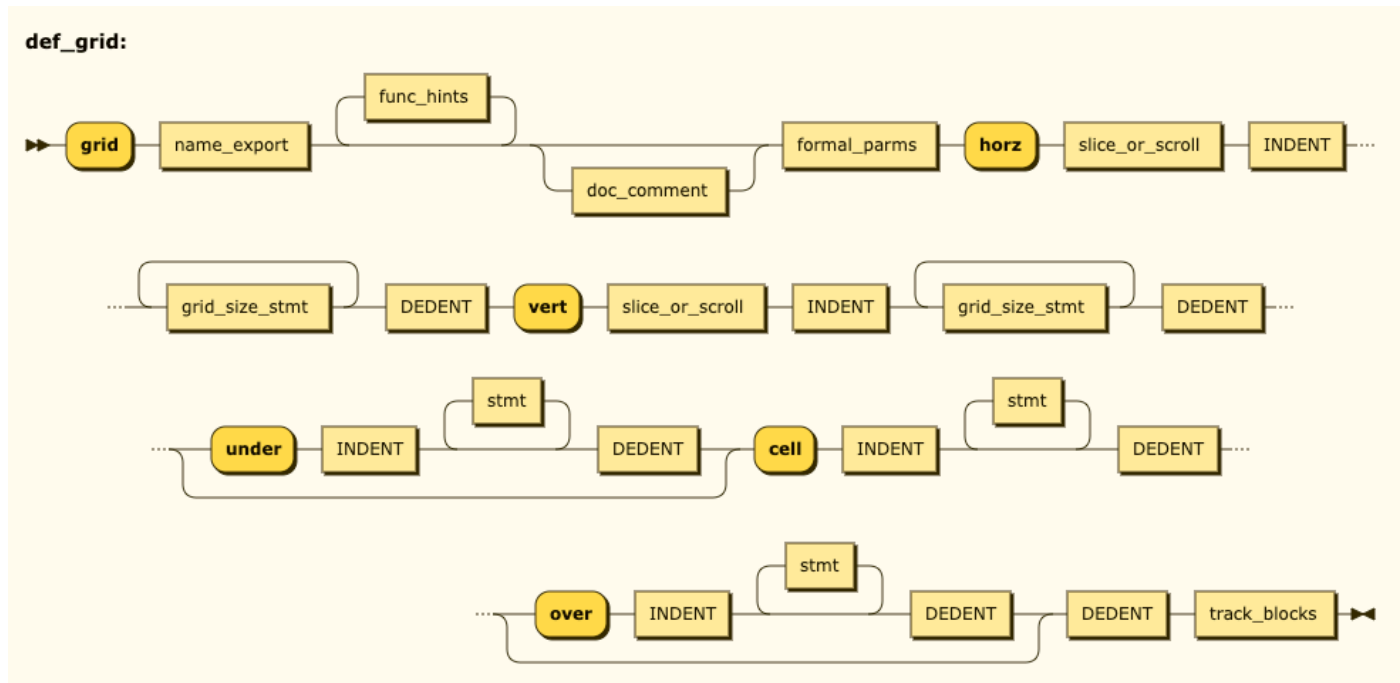 def_grid:
func_hints
grid name_export formal_parms horz slice_or_scroll INDENT
doc_comment
grid_size_stmt DEDENT vert slice_or_scroll INDENT grid_size_stmt DEDENT
stmt stmt
under INDENT DEDENT cell INDENT DEDENT
stmt
over INDENT DEDENT DEDENT track_blocks